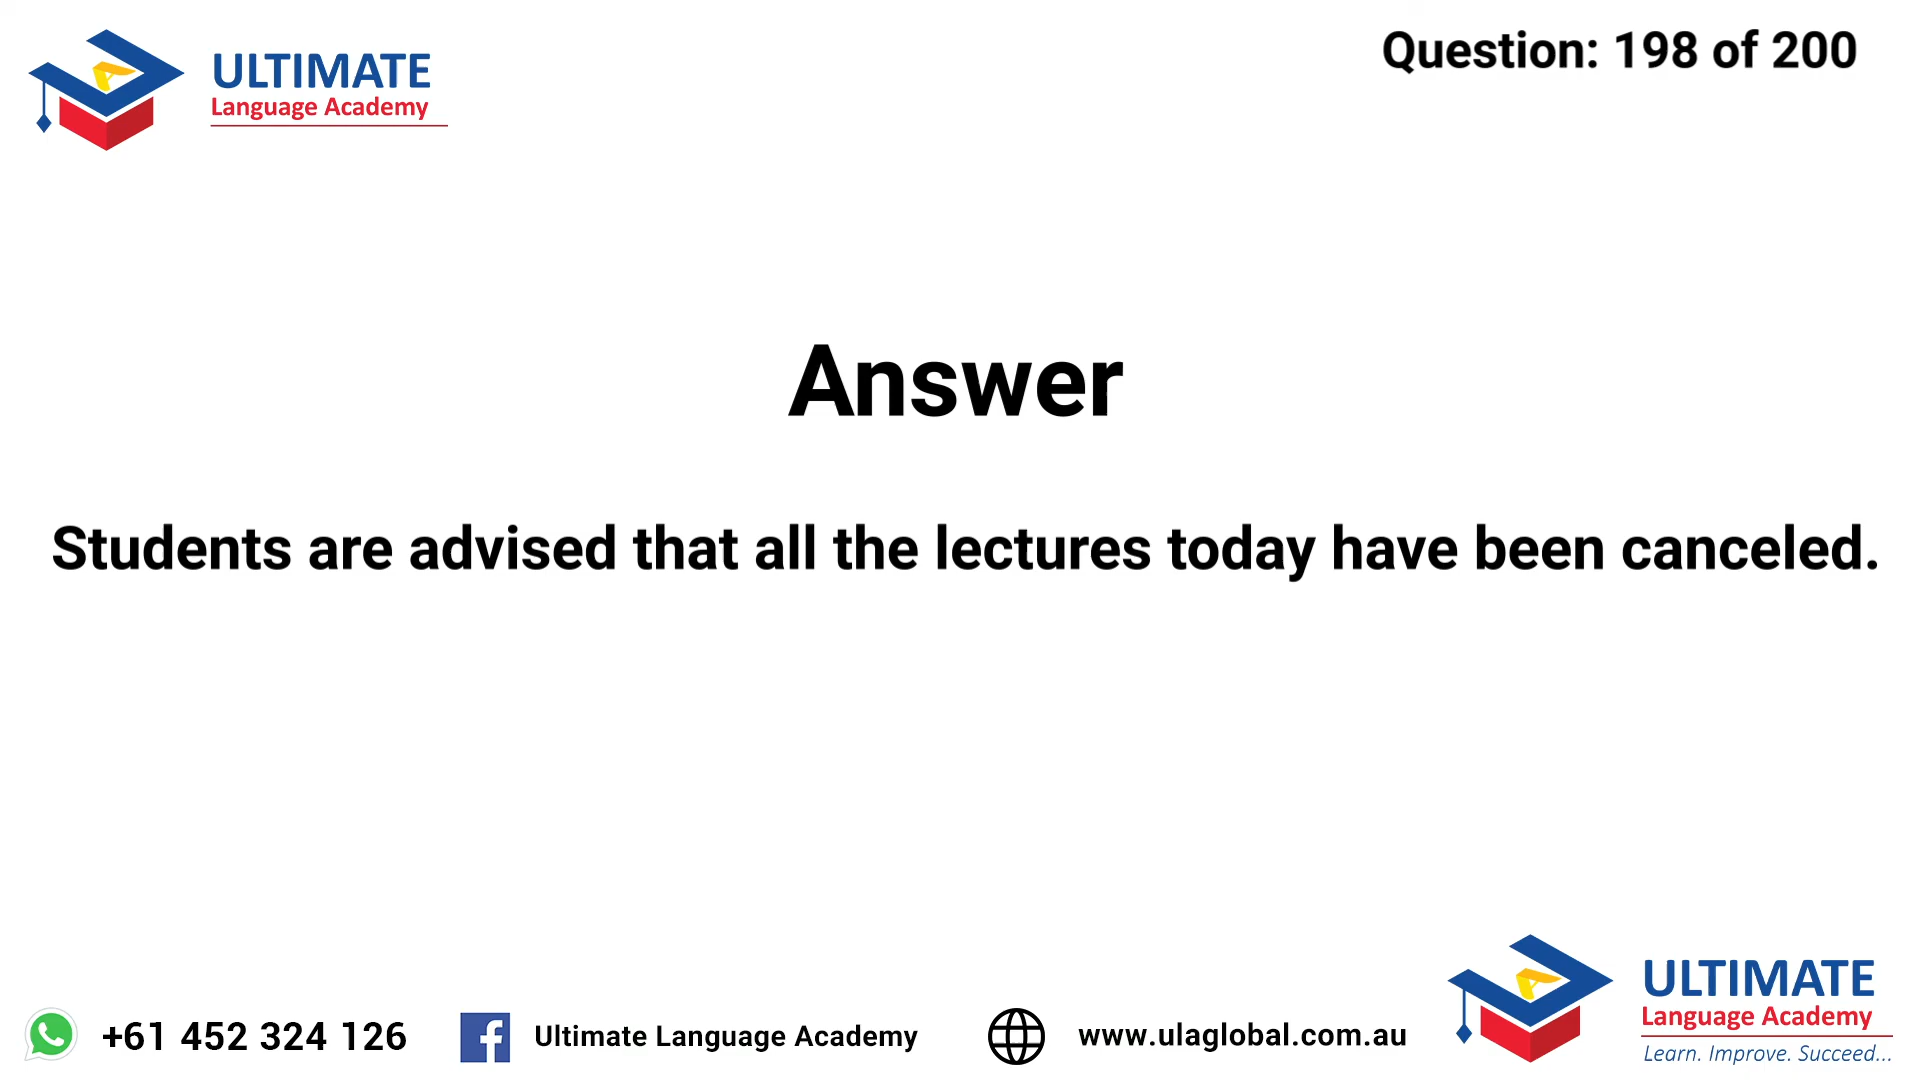 ULTIMATE
Language Academy
Question: 198 of 200
Answer
Students are advised that all the lectures today have been canceled.
+61 452 324 126
Ultimate Language Academy
www.ulaglobal.com.au
ULTIMATE
Language Academy
Learn. Improve. Succeed...